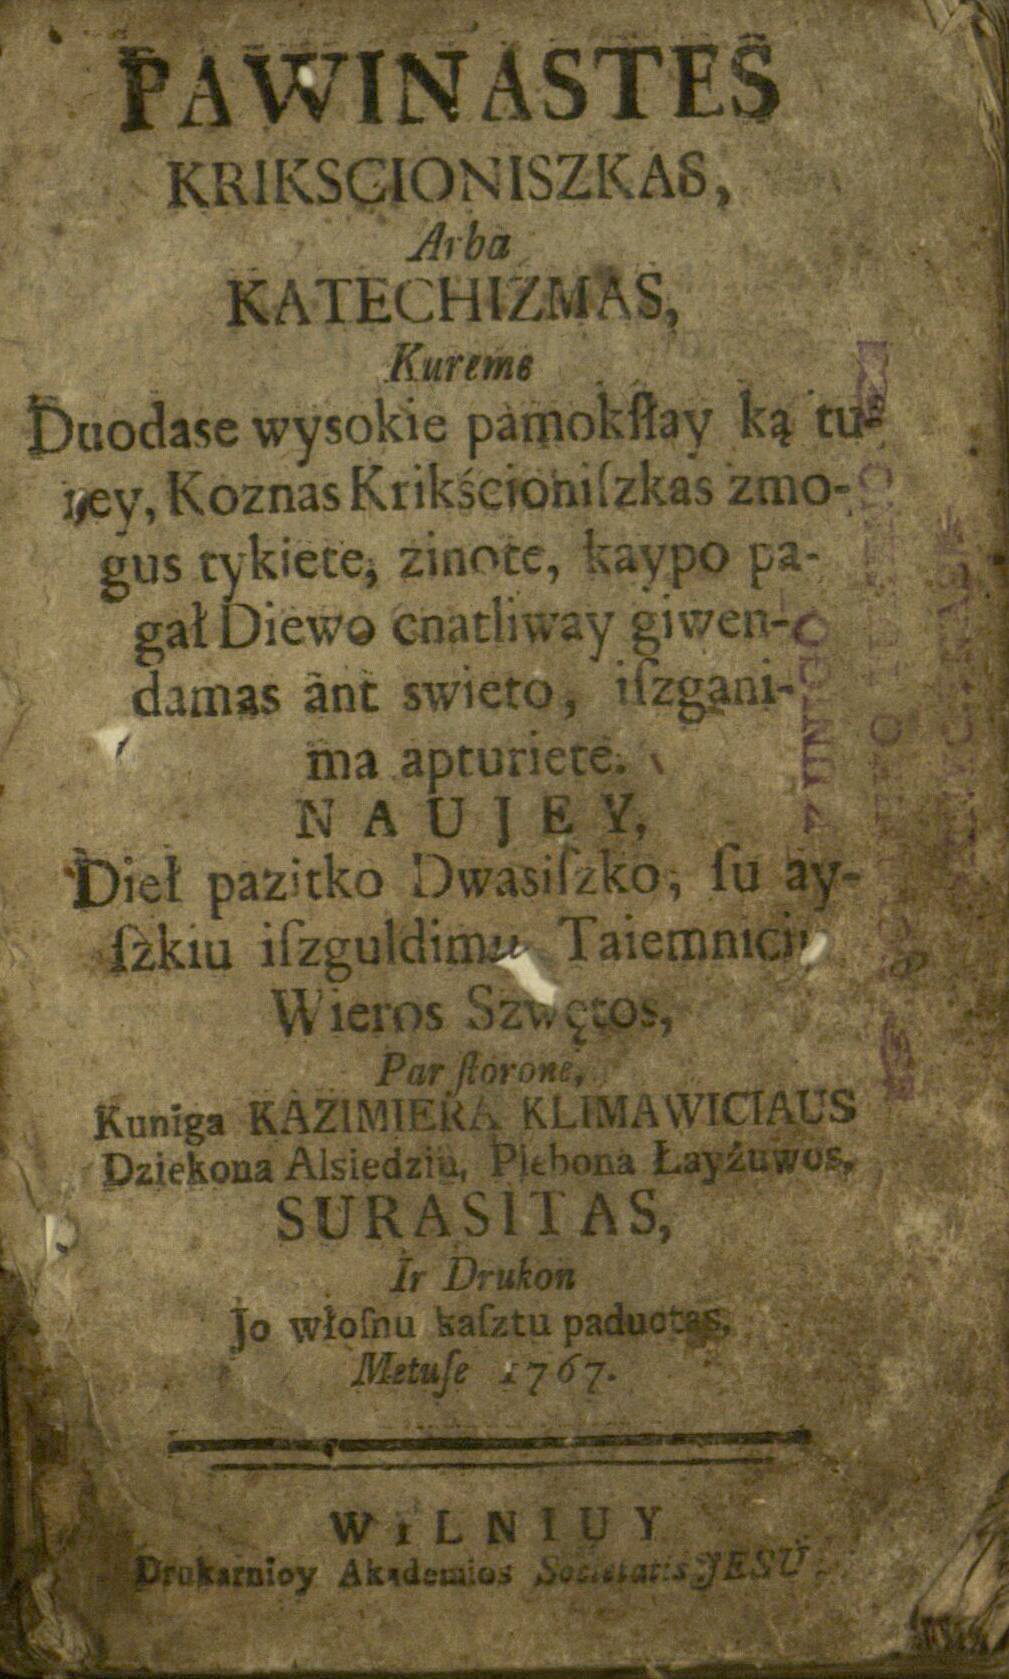 PAWINASTES
KRIKSCIONISZKAS,
Arba
KATECHIZMAS,
Kureme
Duodase wysokie pamokſłay ką tu-
rey, Koznas Krikścioniſzkas zmo-
gus tykiete, zinote, kaypo pa-
gał Diewo cnatliway giwen-
damas ant swieto, iſzgani-
ma apturiete.
NAUJEY,
Dieł pazitko Dwasiſzko, ſu ay-
ſzkiu iſzguldimu Taiemniciu
Wieros Szwętos,
Par ſtorone,
Kuniga KAZIMIERA KLIMAWICIAUS
Dziekona Alsiedziu, Plebona Łayźuwos,
SURASITAS,
Ir Drukon
Jo włoſnu kaſztu paduotas,
Metuſe 1767.
WILNIUY
Drukarnioy Akademios Societatis JESU.